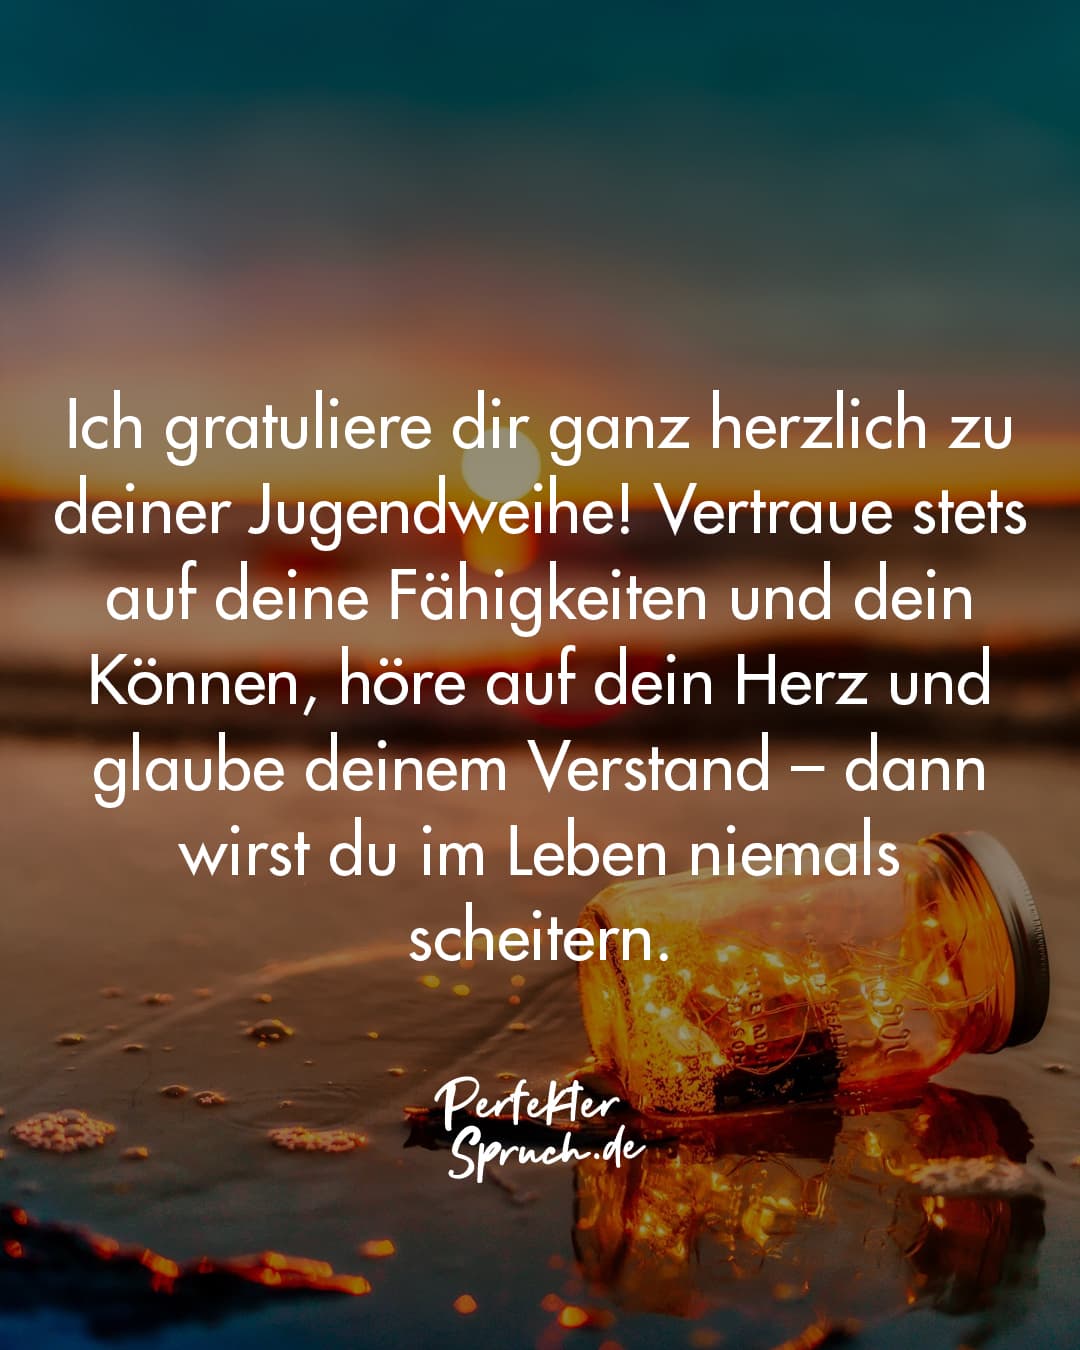 Ich gratuliere dir ganz herzlich zu
deiner Jugendweihe! Vertraue stets
auf deine Fähigkeiten und dein
Können, höre auf dein Herz und
glaube deinem Verstand – dann
wirst du im Leben niemals
scheitern.
Perfekter
Spruch.de